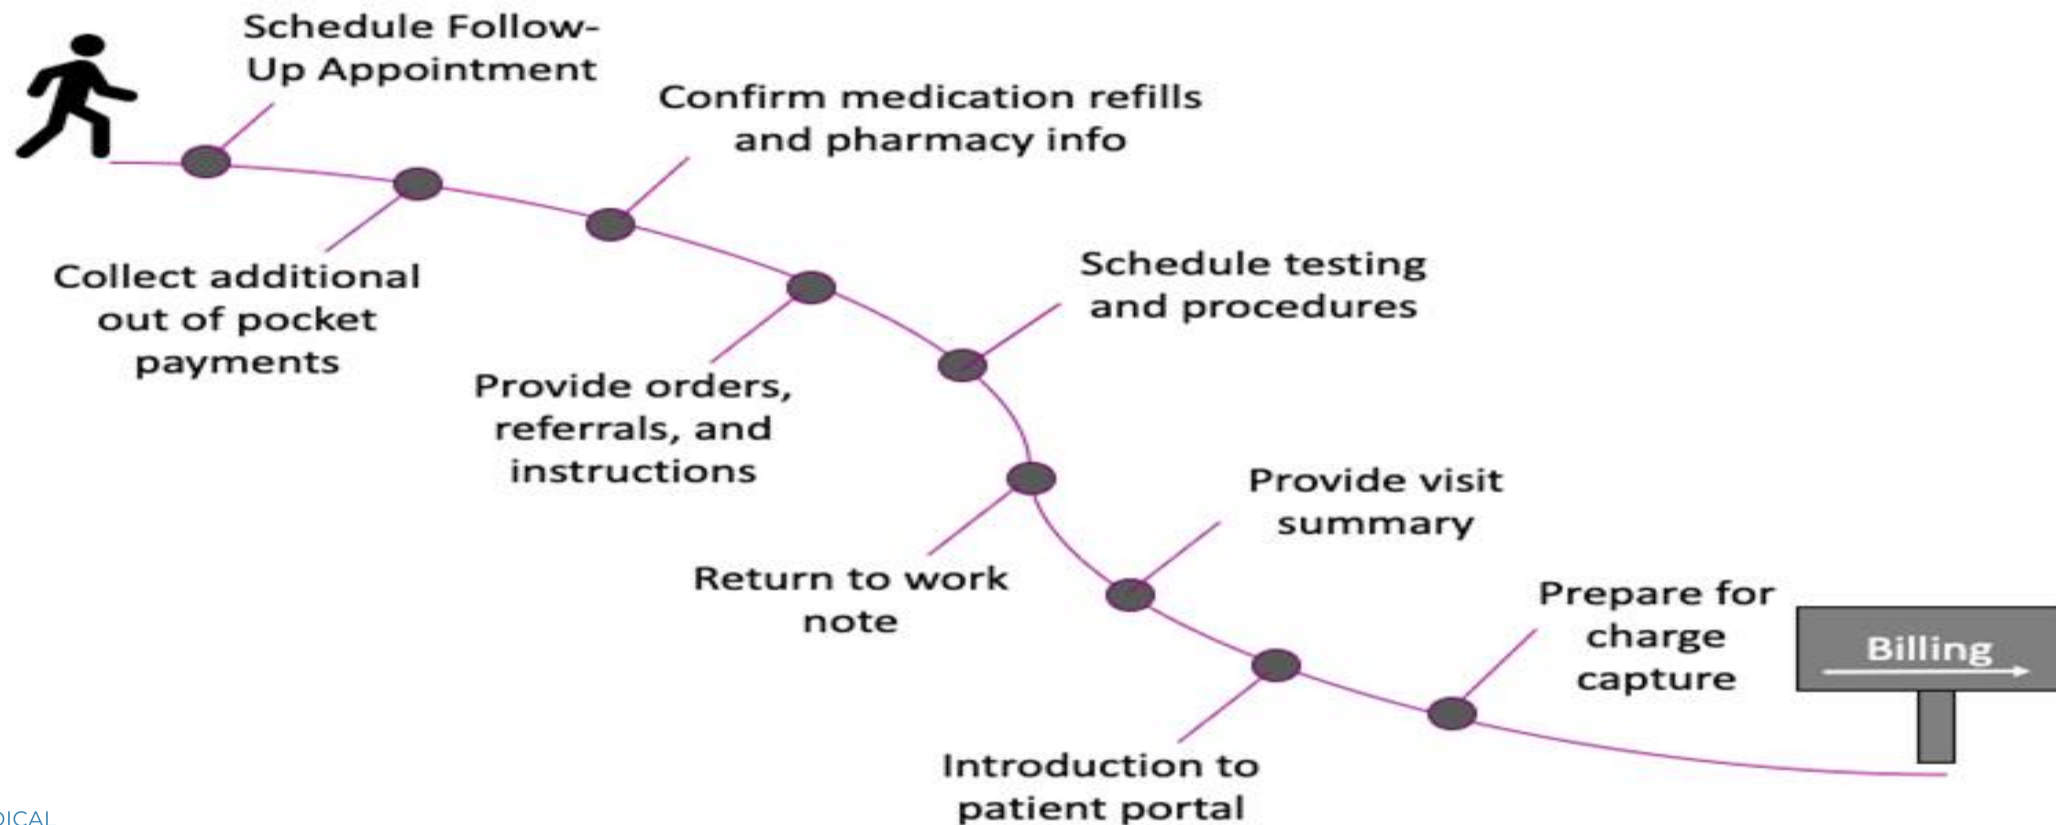 Schedule Follow-
Up Appointment
Collect additional
out of pocket
payments
Confirm medication refills
and pharmacy info
Provide orders,
referrals, and
instructions
Schedule testing
and procedures
Return to work
note
Provide visit
summary
Introduction to
patient portal
Prepare for
charge
capture
Billing